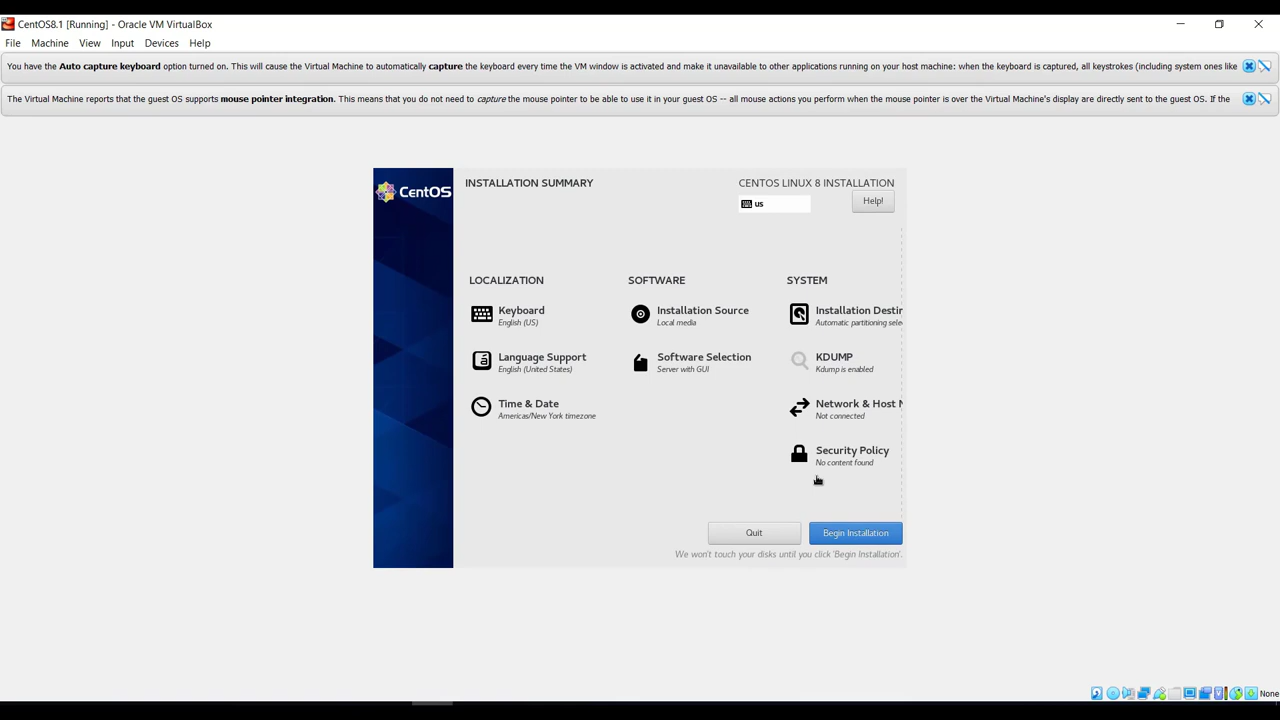 CentOS8.1 [Running] - Oracle VM VirtualBox
File Machine View Input Devices Help
You have the Auto capture keyboard option turned on. This will cause the Virtual Machine to automatically capture the keyboard every time the VM window is activated and make it unavailable to other applications running on your host machine: when the keyboard is captured, all keystrokes (including system ones like
The Virtual Machine reports that the guest OS supports mouse pointer integration. This means that you do not need to capture the mouse pointer to be able to use it in your guest OS -- all mouse actions you perform when the mouse pointer is over the Virtual Machine's display are directly sent to the guest OS. If the
CentOS
INSTALLATION SUMMARY
CENTOS LINUX 8 INSTALLATION
us
Help!
LOCALIZATION
Keyboard
English (US)
Language Support
English (United States)
Time & Date
Americas/New York timezone
SOFTWARE
Installation Source
Local media
Software Selection
Server with GUI
SYSTEM
Installation Destin
Automatic partitioning sele
KDUMP
Kdump is enabled
Network & Host N
Not connected
Security Policy
No content found
Quit
Begin Installation
We won't touch your disks until you click 'Begin Installation'.
None